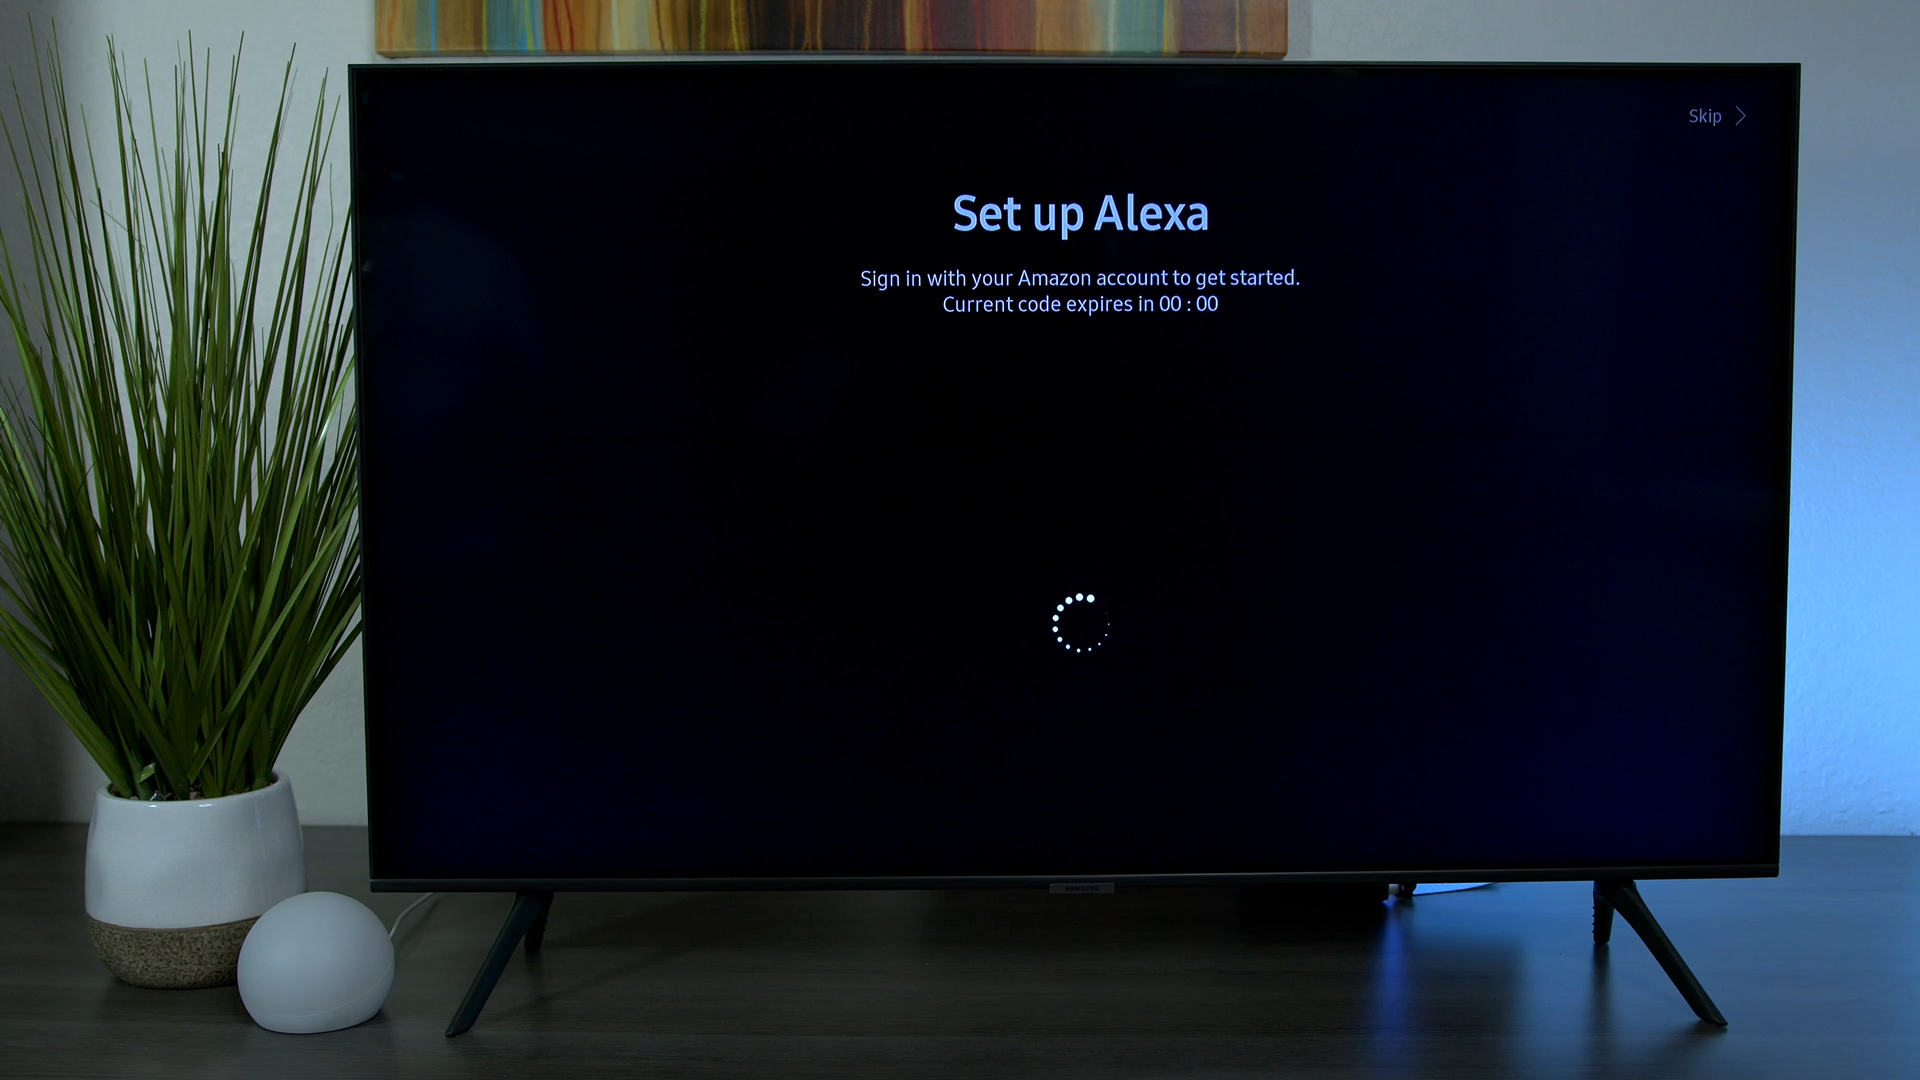 Skip
Set up Alexa
Sign in with your Amazon account to get started.
Current code expires in 00 : 00
SAMSUNG